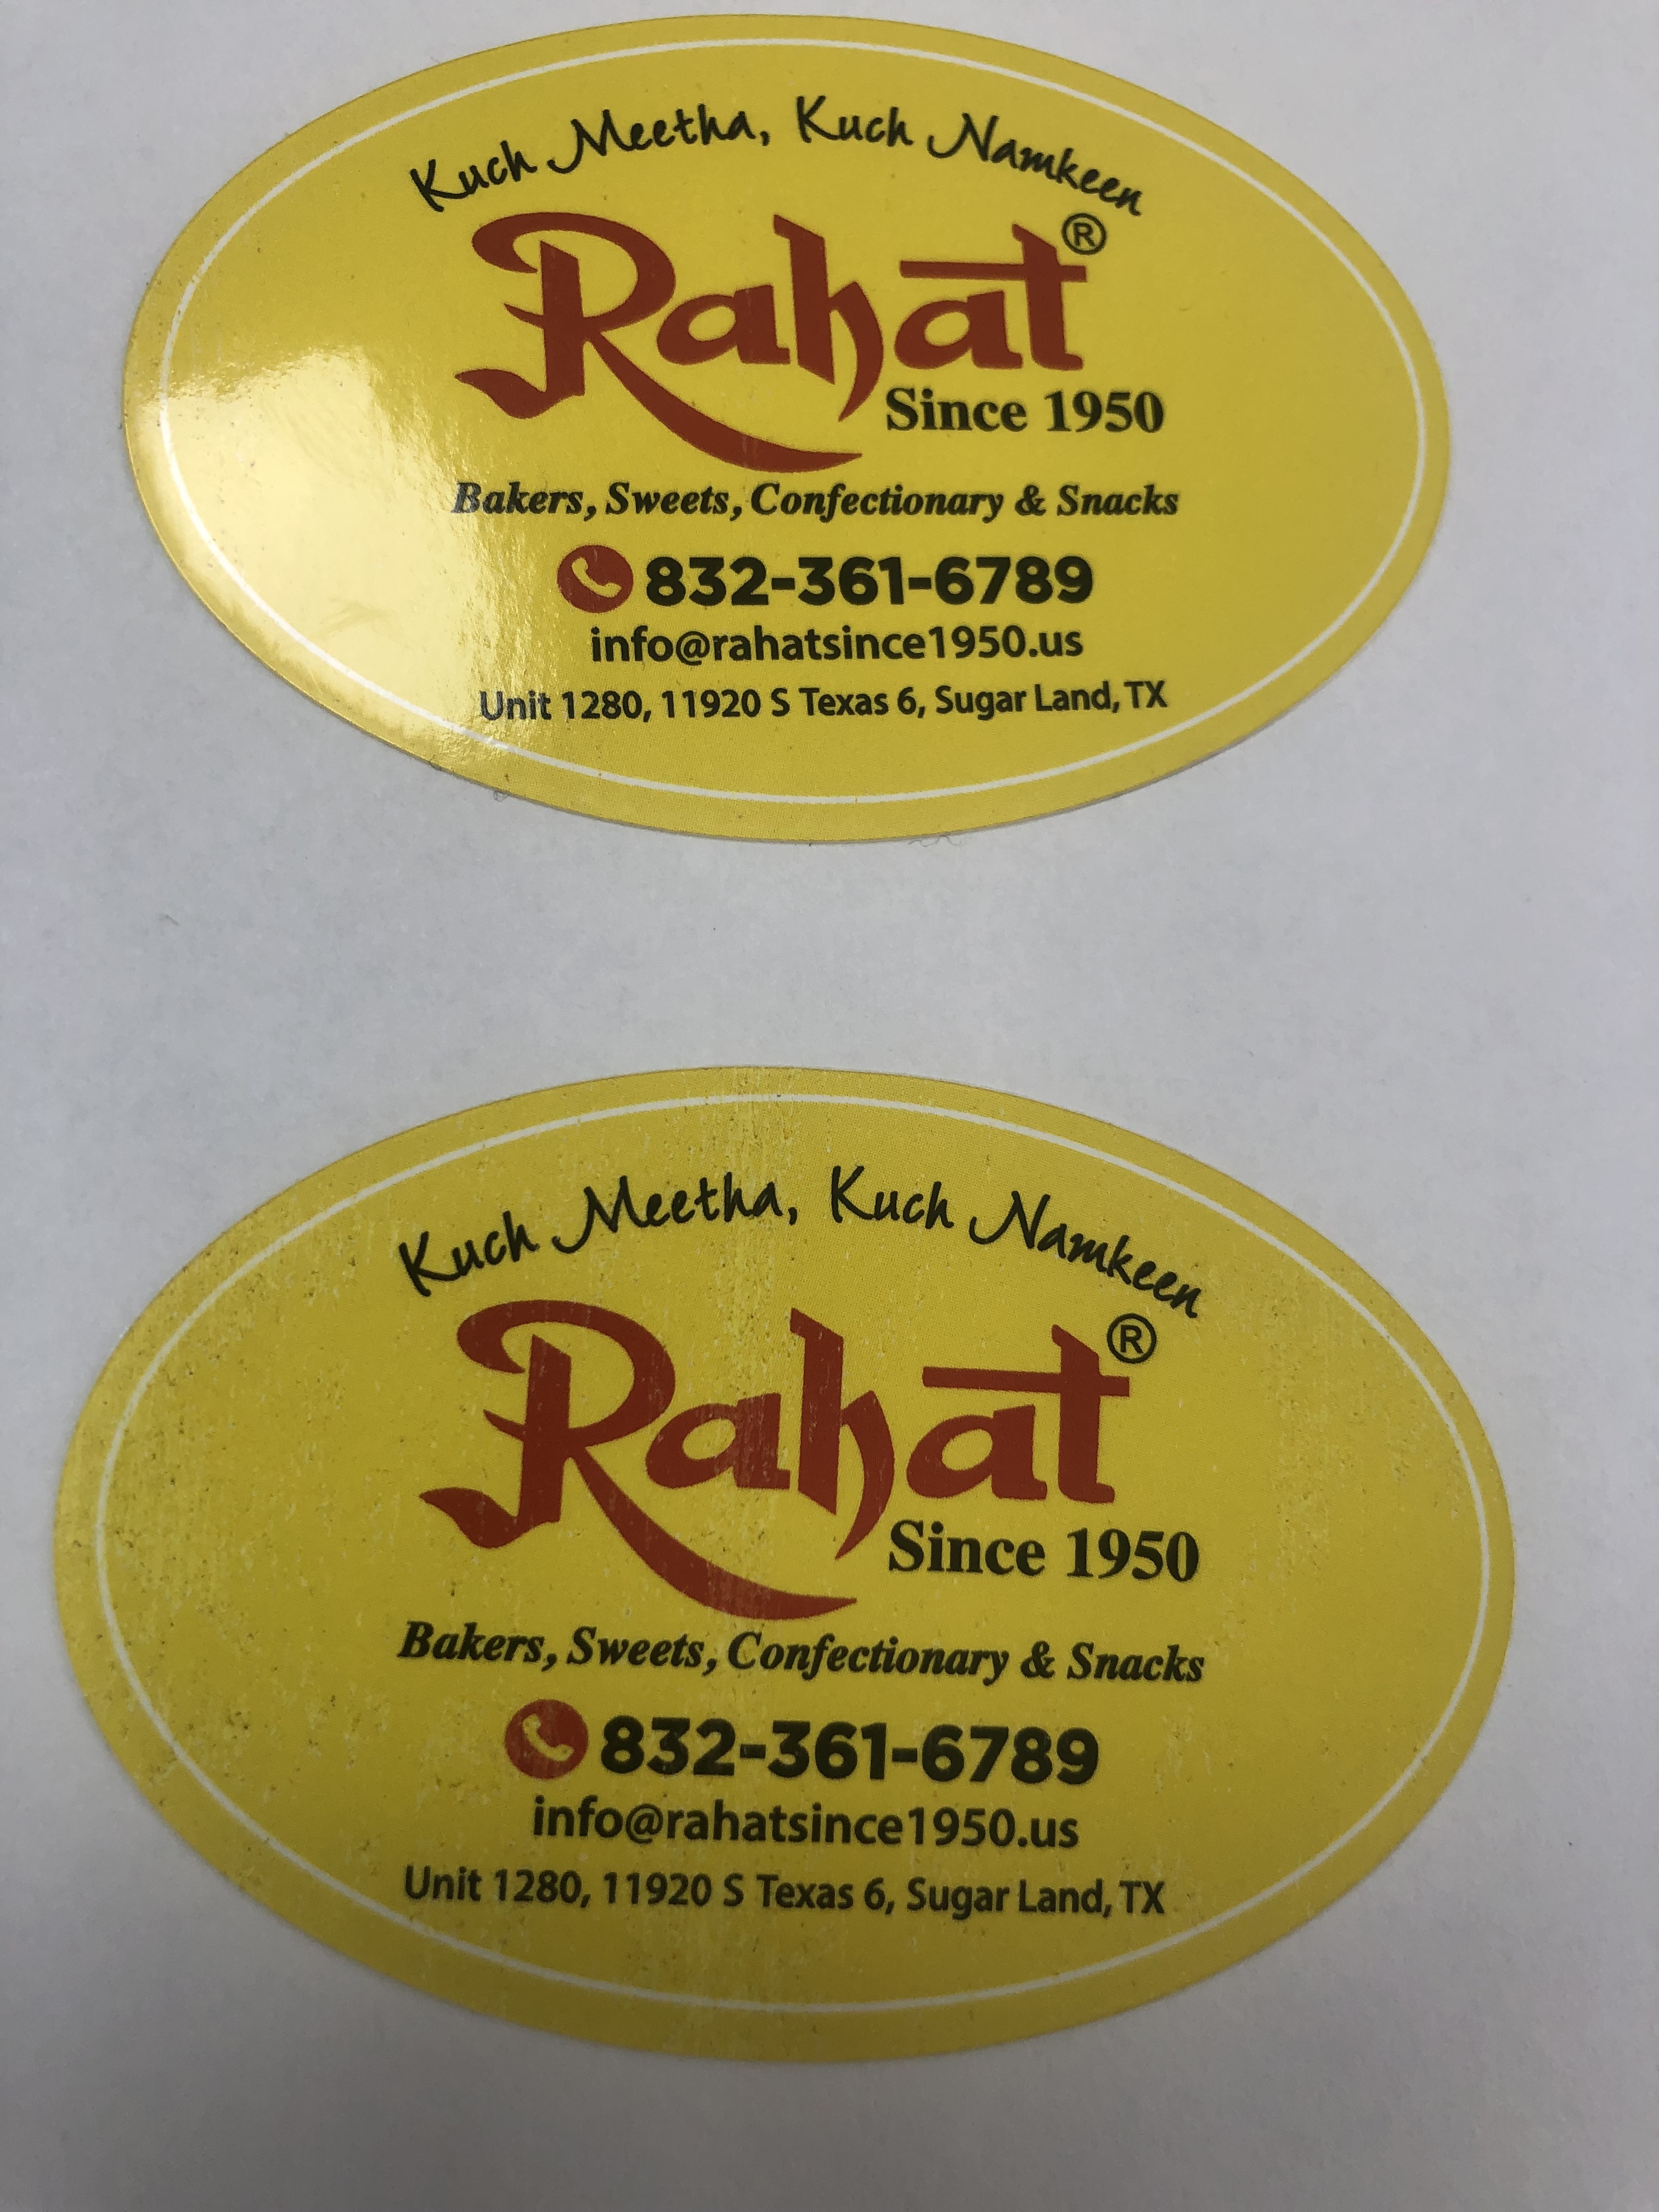 Kuch Meetha, Kuch Namkeen
Rahat®
Since 1950
Bakers, Sweets, Confectionary & Snacks
832-361-6789
info@rahatsince1950.us
Unit 1280, 11920 S Texas 6, Sugar Land, TX
Kuch Meetha, Kuch Namkeen
Rahat®
Since 1950
Bakers, Sweets, Confectionary & Snacks
832-361-6789
info@rahatsince1950.us
Unit 1280, 11920 S Texas 6, Sugar Land, TX